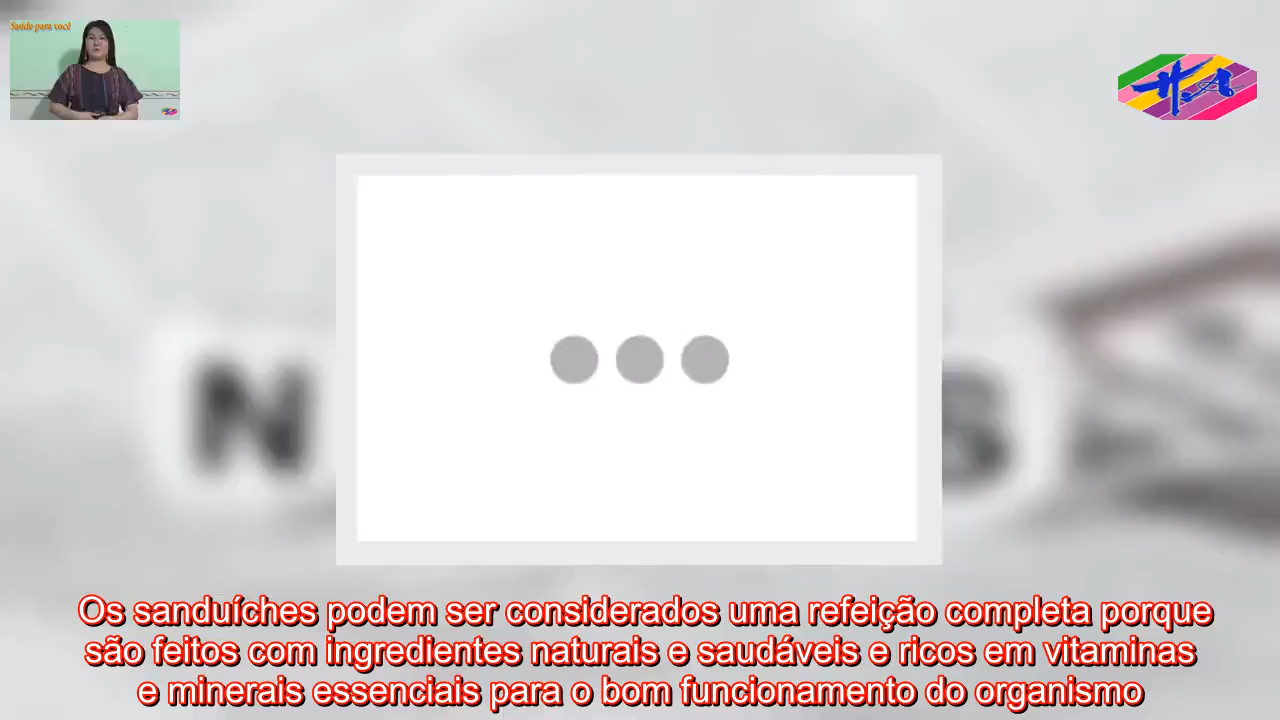 Saúde para você
H.A
N
S
Os sanduíches podem ser considerados uma refeição completa porque
são feitos com ingredientes naturais e saudáveis e ricos em vitaminas
e minerais essenciais para o bom funcionamento do organismo